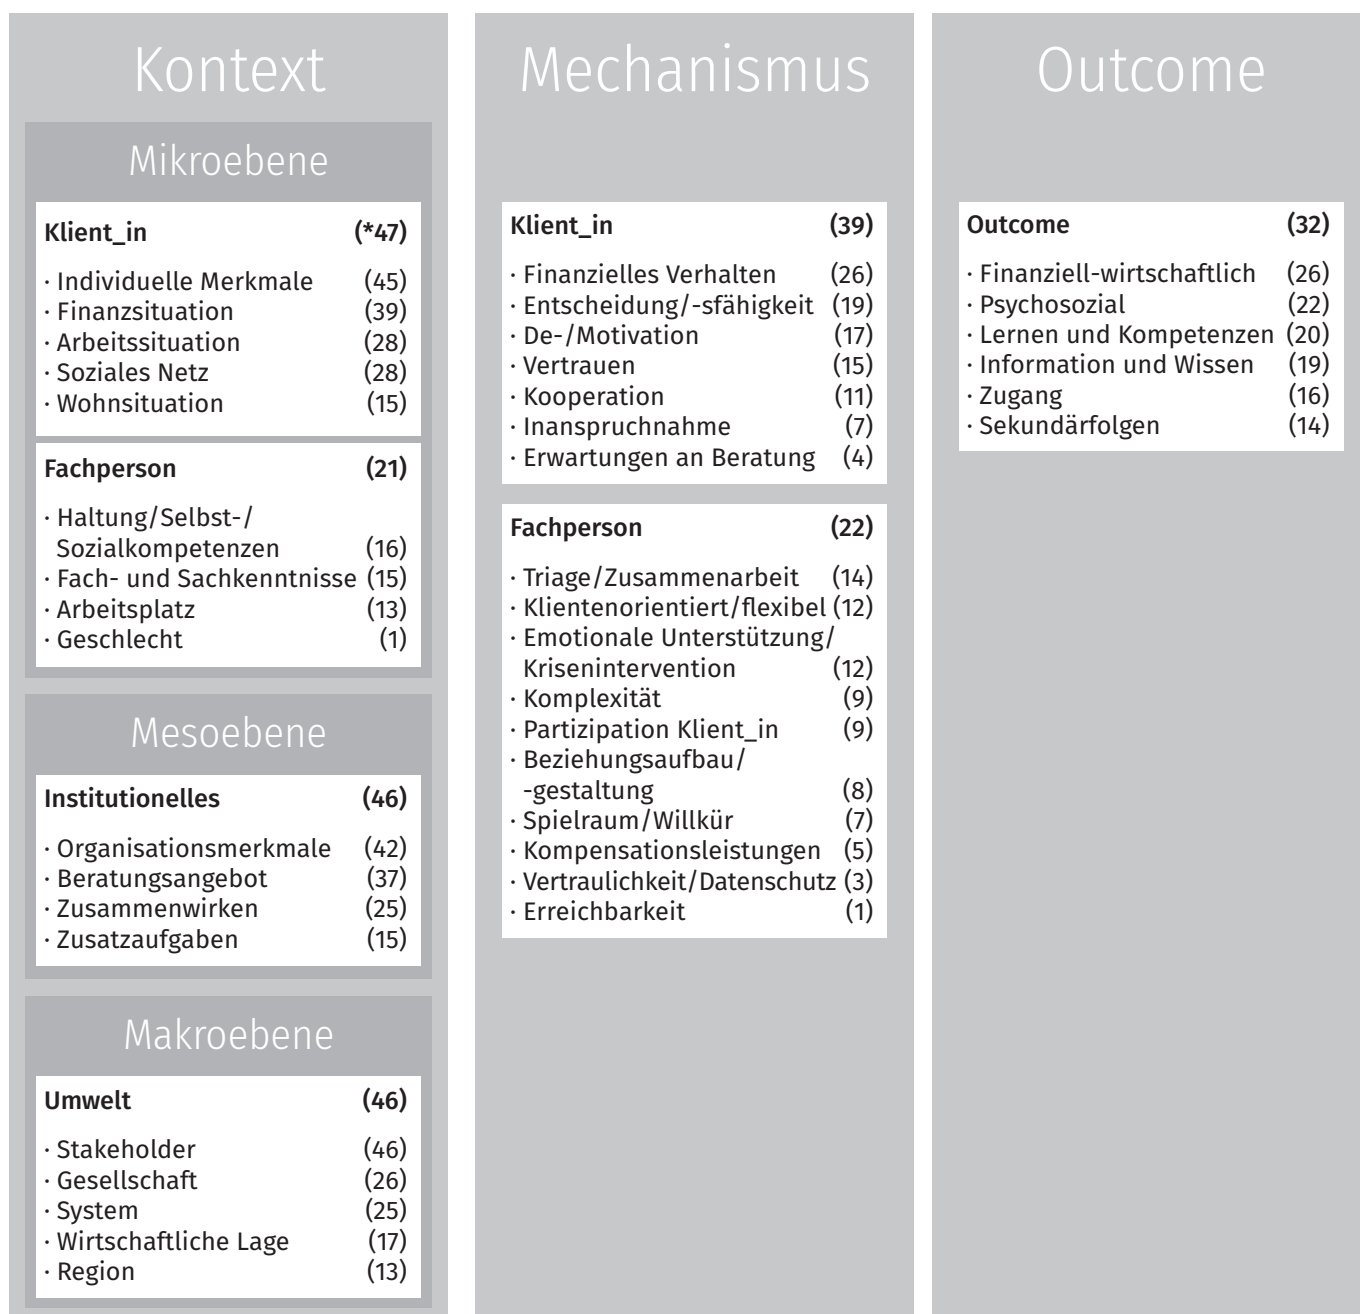 Kontext
Mikroebene
Klient_in (*47)
· Individuelle Merkmale (45)
· Finanzsituation (39)
· Arbeitssituation (28)
· Soziales Netz (28)
· Wohnsituation (15)
Fachperson (21)
· Haltung/Selbst-/
Sozialkompetenzen (16)
· Fach- und Sachkenntnisse (15)
· Arbeitsplatz (13)
· Geschlecht (1)
Mesoebene
Institutionelles (46)
· Organisationsmerkmale (42)
· Beratungsangebot (37)
· Zusammenwirken (25)
· Zusatzaufgaben (15)
Makroebene
Umwelt (46)
· Stakeholder (46)
· Gesellschaft (26)
· System (25)
· Wirtschaftliche Lage (17)
· Region (13)
Mechanismus
Klient_in (39)
· Finanzielles Verhalten (26)
· Entscheidung/-sfähigkeit (19)
· De-/Motivation (17)
· Vertrauen (15)
· Kooperation (11)
· Inanspruchnahme (7)
· Erwartungen an Beratung (4)
Fachperson (22)
· Triage/Zusammenarbeit (14)
· Klientenorientiert/flexibel (12)
· Emotionale Unterstützung/
Krisenintervention (12)
· Komplexität (9)
· Partizipation Klient_in (9)
· Beziehungsaufbau/
-gestaltung (8)
· Spielraum/Willkür (7)
· Kompensationsleistungen (5)
· Vertraulichkeit/Datenschutz (3)
· Erreichbarkeit (1)
Outcome
Outcome (32)
· Finanziell-wirtschaftlich (26)
· Psychosozial (22)
· Lernen und Kompetenzen (20)
· Information und Wissen (19)
· Zugang (16)
· Sekundärfolgen (14)